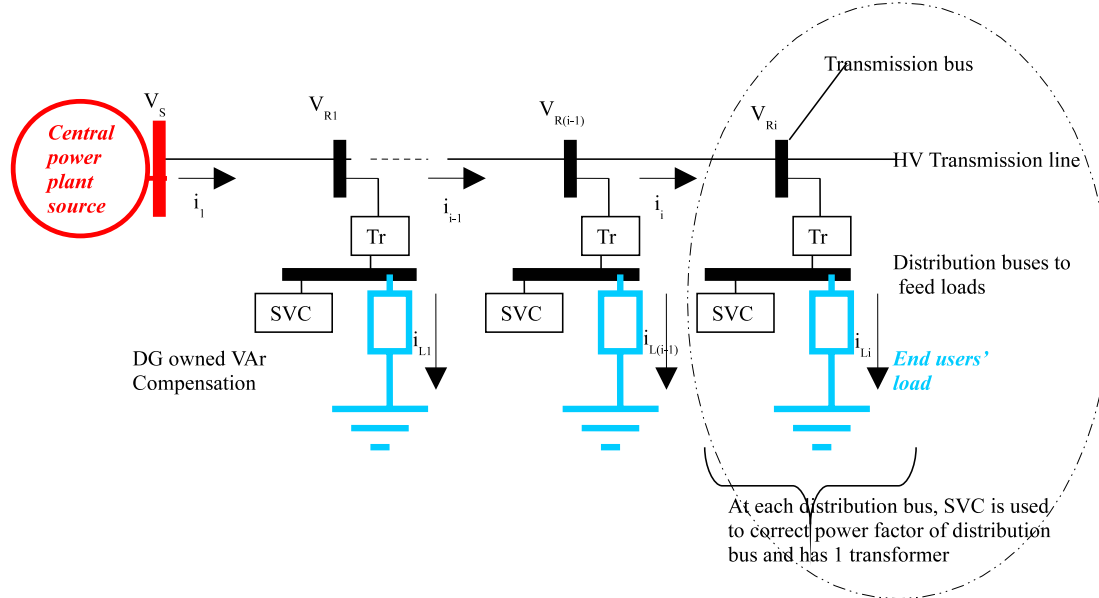 Transmission bus
V_S
V_R1
V_R(i-1)
V_Ri
Central
power
plant
source
HV Transmission line
i_1
i_i-1
i_i
Tr
Tr
Tr
Distribution buses to
feed loads
SVC
SVC
SVC
i_L1
i_L(i-1)
i_Li
DG owned VAr
Compensation
End users’
load
At each distribution bus, SVC is used
to correct power factor of distribution
bus and has 1 transformer